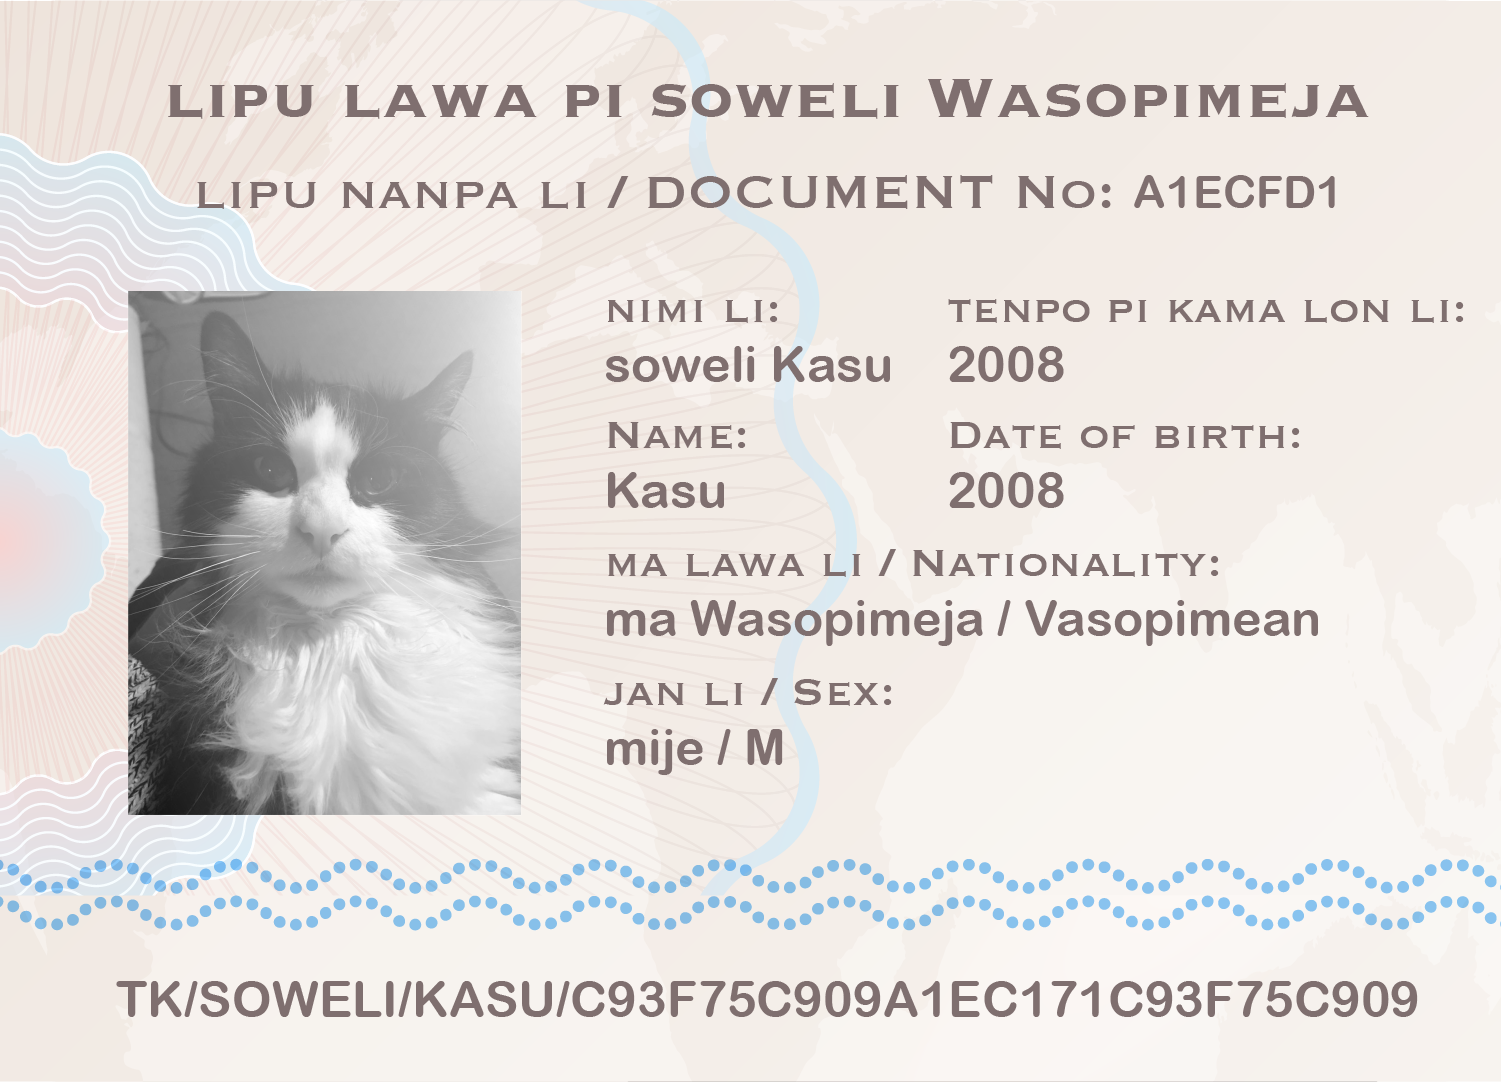 LIPU LAWA PI SOWELI WASOPIMEJA
LIPU NANPA LI / DOCUMENT NO: A1ECFD1
NIMI LI:
soweli Kasu
TENPO PI KAMA LON LI:
2008
NAME:
Kasu
DATE OF BIRTH:
2008
MA LAWA LI / NATIONALITY:
ma Wasopimeja / Vasopimean
JAN LI / SEX:
mije / M
TK/SOWELI/KASU/C93F75C909A1EC171C93F75C909